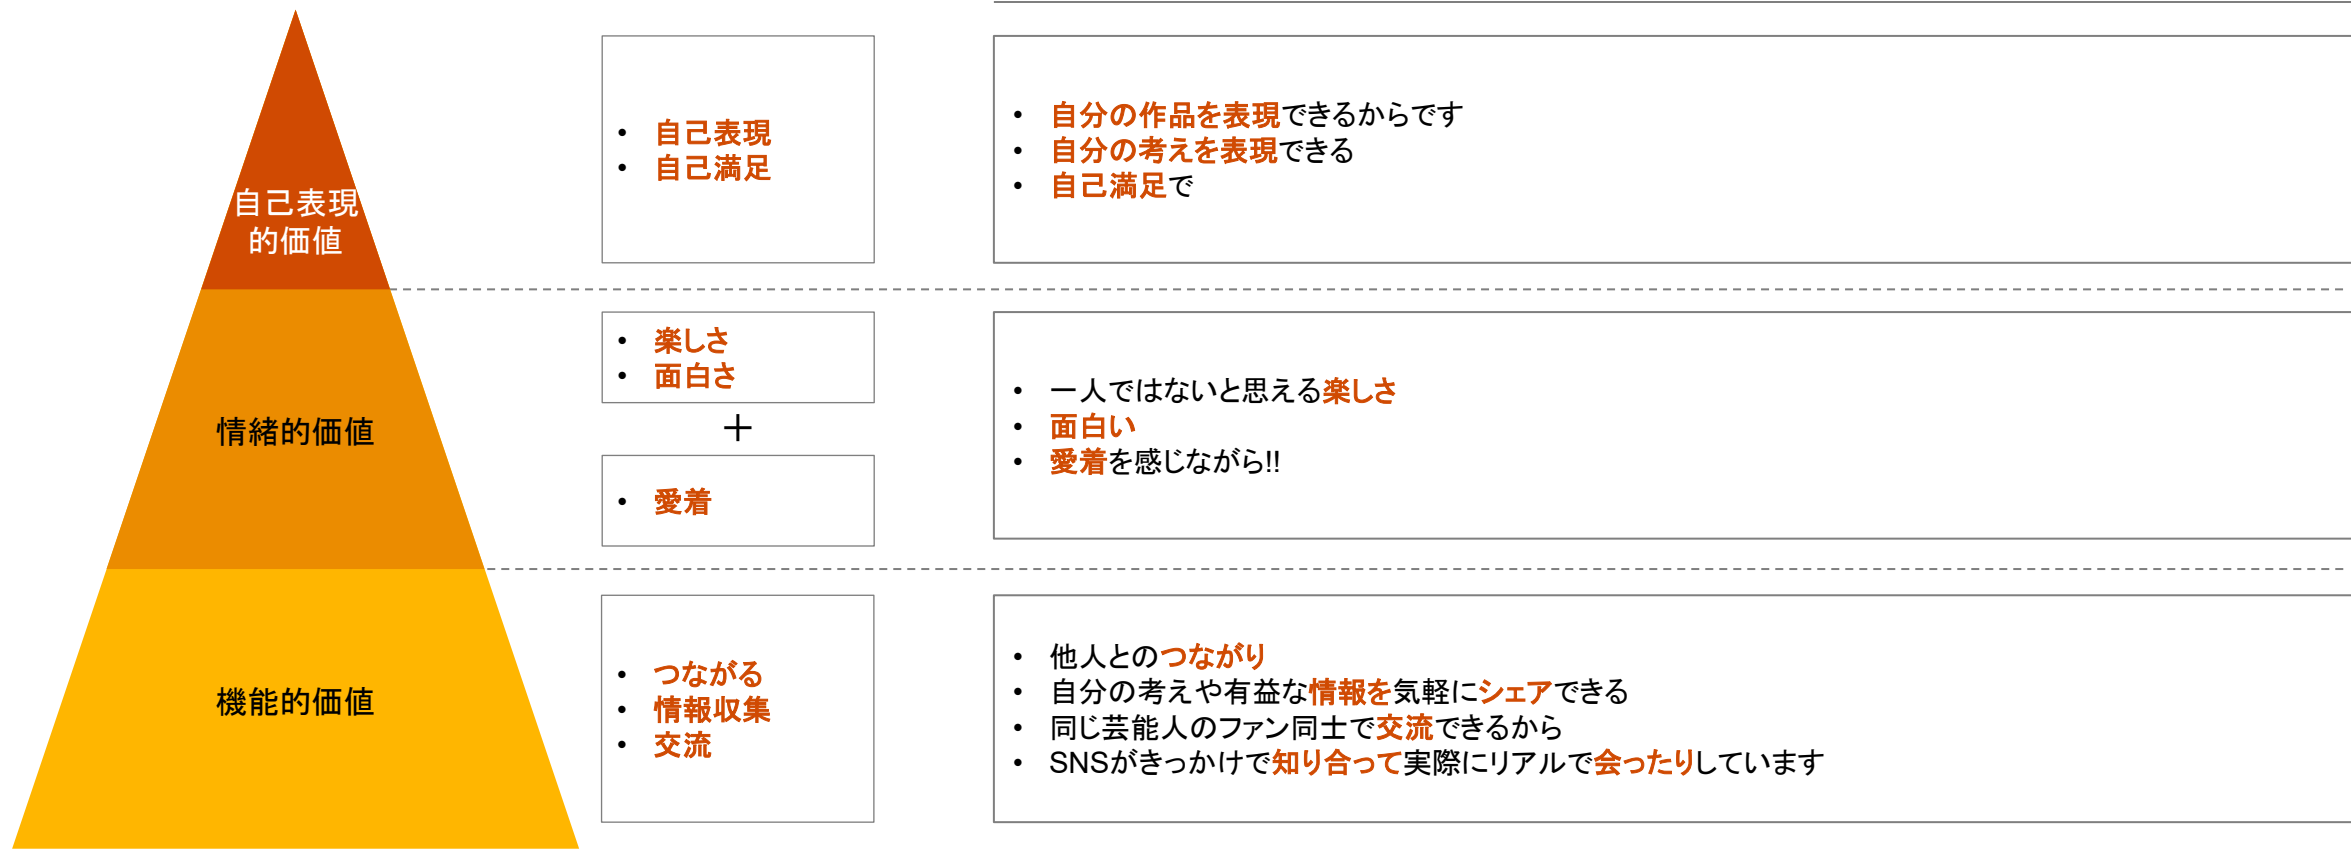 自己表現
的価値
• 自己表現
• 自己満足
• 自分の作品を表現できるからです
• 自分の考えを表現できる
• 自己満足で
情緒的価値
• 楽しさ
• 面白さ
＋
• 愛着
• 一人ではないと思える楽しさ
• 面白い
• 愛着を感じながら!!
機能的価値
• つながる
• 情報収集
• 交流
• 他人とのつながり
• 自分の考えや有益な情報を気軽にシェアできる
• 同じ芸能人のファン同士で交流できるから
• SNSがきっかけで知り合って実際にリアルで会ったりしています